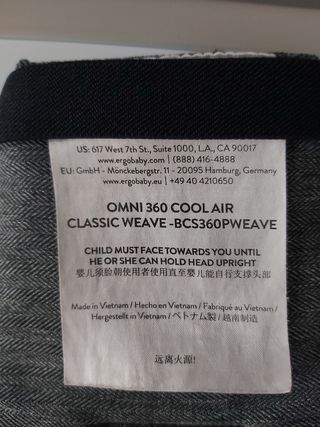 US: 617 West 7th St., Suite 1000, L.A., CA 90017
www.ergobaby.com | (888) 416-4888
EU: GmbH - Mönckebergstr. 11 - 20095 Hamburg, Germany
www.ergobaby.eu | +49 40 4210650
OMNI 360 COOL AIR
CLASSIC WEAVE -BCS360PWEAVE
CHILD MUST FACE TOWARDS YOU UNTIL
HE OR SHE CAN HOLD HEAD UPRIGHT
婴儿须脸朝使用者使用直至婴儿能自行支撑头部
Made in Vietnam / Hecho en Vietnam / Fabriqué au Vietnam /
Hergestellt in Vietnam / ベトナム製 / 越南制造
远离火源!